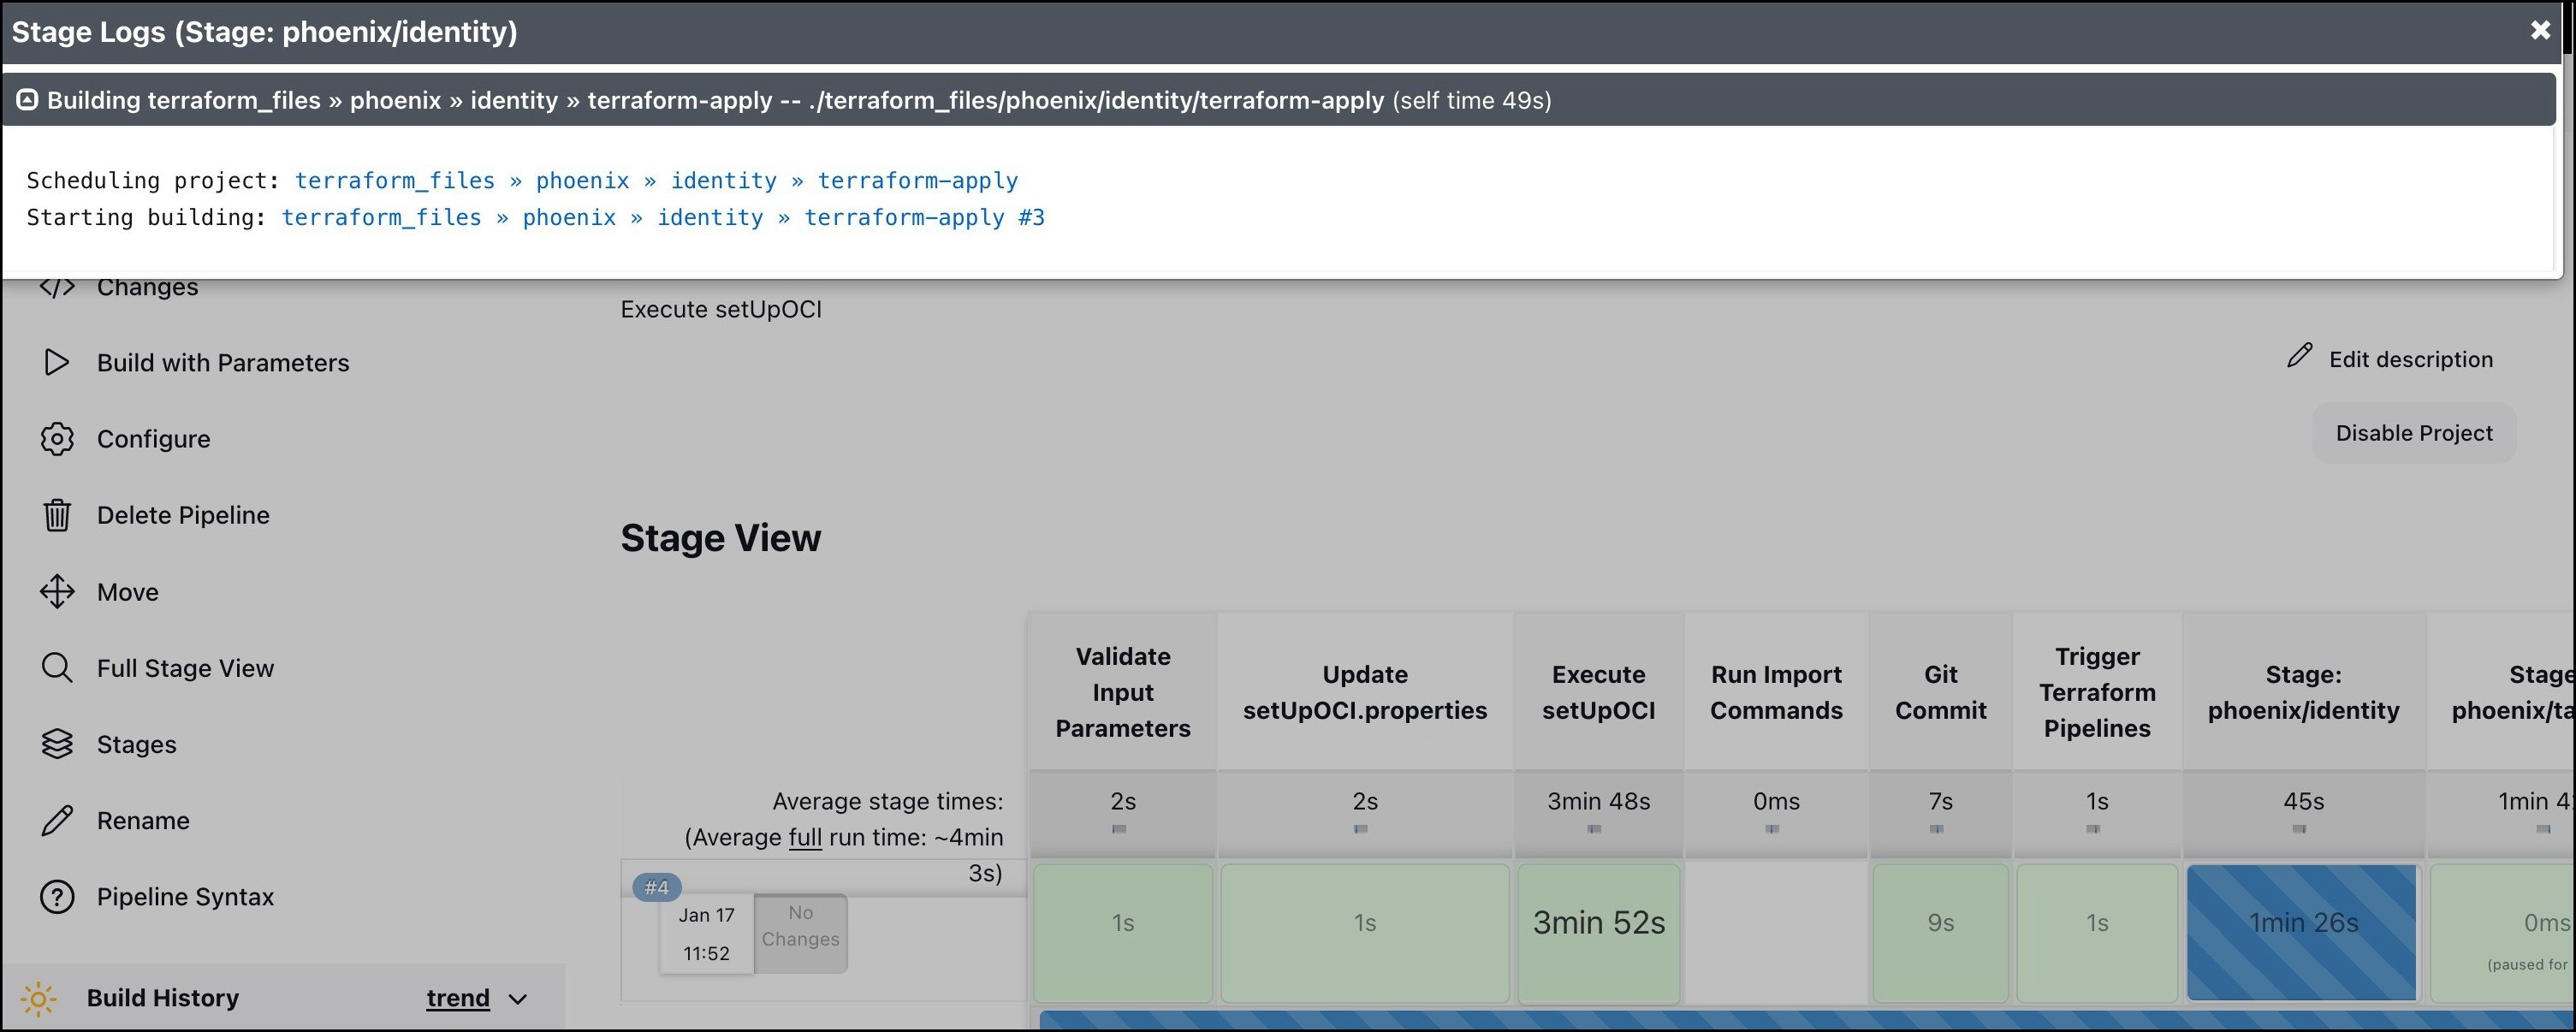 Stage Logs (Stage: phoenix/identity)
Building terraform_files » phoenix » identity » terraform-apply -- ./terraform_files/phoenix/identity/terraform-apply (self time 49s)
Scheduling project: terraform_files » phoenix » identity » terraform-apply
Starting building: terraform_files » phoenix » identity » terraform-apply #3
Changes
Build with Parameters
Configure
Delete Pipeline
Move
Full Stage View
Stages
Rename
Pipeline Syntax
Build History trend
Execute setUpOCI
Edit description
Disable Project
Stage View
Validate
Input
Parameters
Update
setUpOCI.properties
Execute
setUpOCI
Run Import
Commands
Git
Commit
Trigger
Terraform
Pipelines
Stage:
phoenix/identity
Stage
phoenix/ta
Average stage times:
(Average full run time: ~4min
3s)
2s
2s
3min 48s
0ms
7s
1s
45s
1min 4
#4
Jan 17
11:52
No
Changes
1s
1s
3min 52s
9s
1s
1min 26s
0ms
(paused for